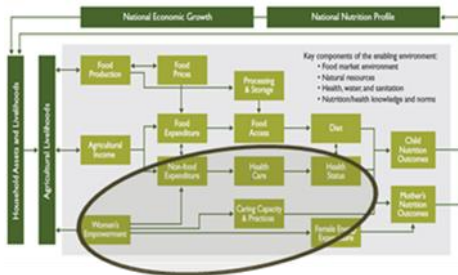 National Economic Growth
National Nutrition Profile
Household Assets and Livelihoods
Agricultural Livelihoods
Key components of the enabling environment:
• Food market environment
• Natural resources
• Health, water, and sanitation
• Nutrition/health knowledge and norms
Food
Production
Food
Prices
Processing
& Storage
Agricultural
Income
Food
Expenditure
Food
Access
Diet
Child
Nutrition
Outcomes
Non-food
Expenditure
Health
Care
Health
Status
Women's
Empowerment
Caring Capacity
& Practices
Female Energy
Expenditure
Mother's
Nutrition
Outcomes